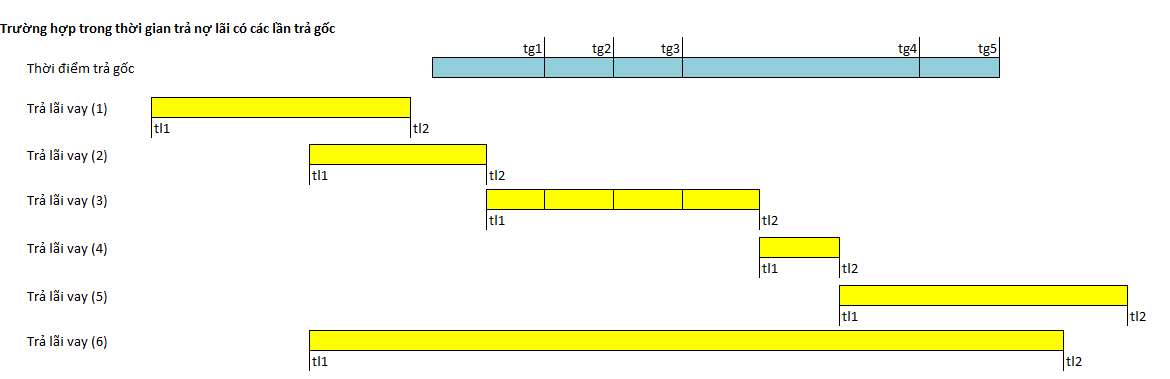 Trường hợp trong thời gian trả nợ lãi có các lần trả gốc
tg1 tg2 tg3 tg4 tg5
Thời điểm trả gốc
Trả lãi vay (1)
tl1 tl2
Trả lãi vay (2)
tl1 tl2
Trả lãi vay (3)
tl1 tl2
Trả lãi vay (4)
tl1 tl2
Trả lãi vay (5)
tl1 tl2
Trả lãi vay (6)
tl1 tl2